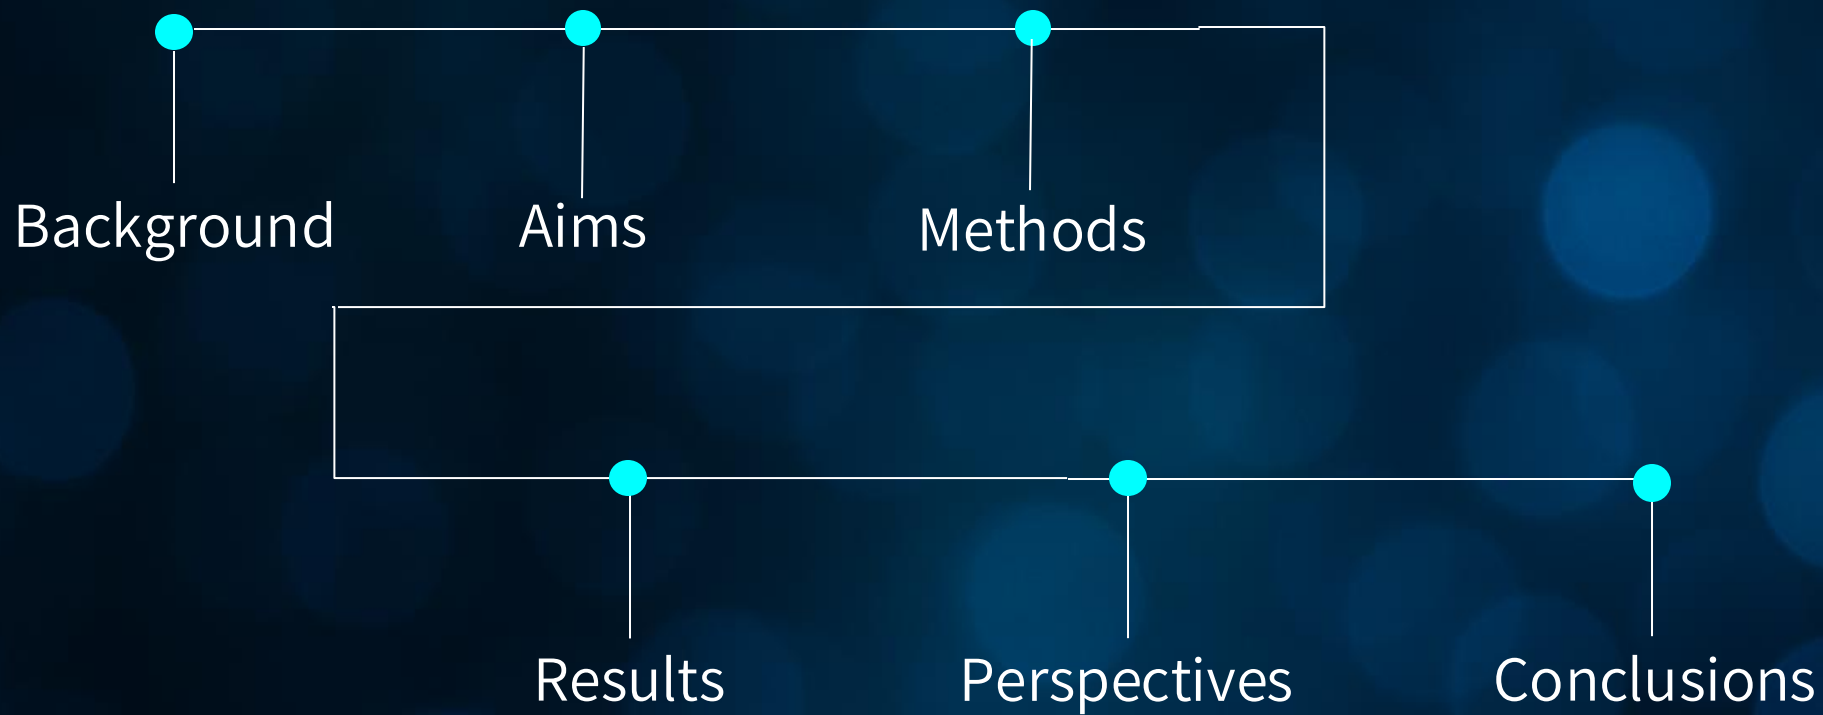 Background
Aims
Methods
Results
Perspectives
Conclusions